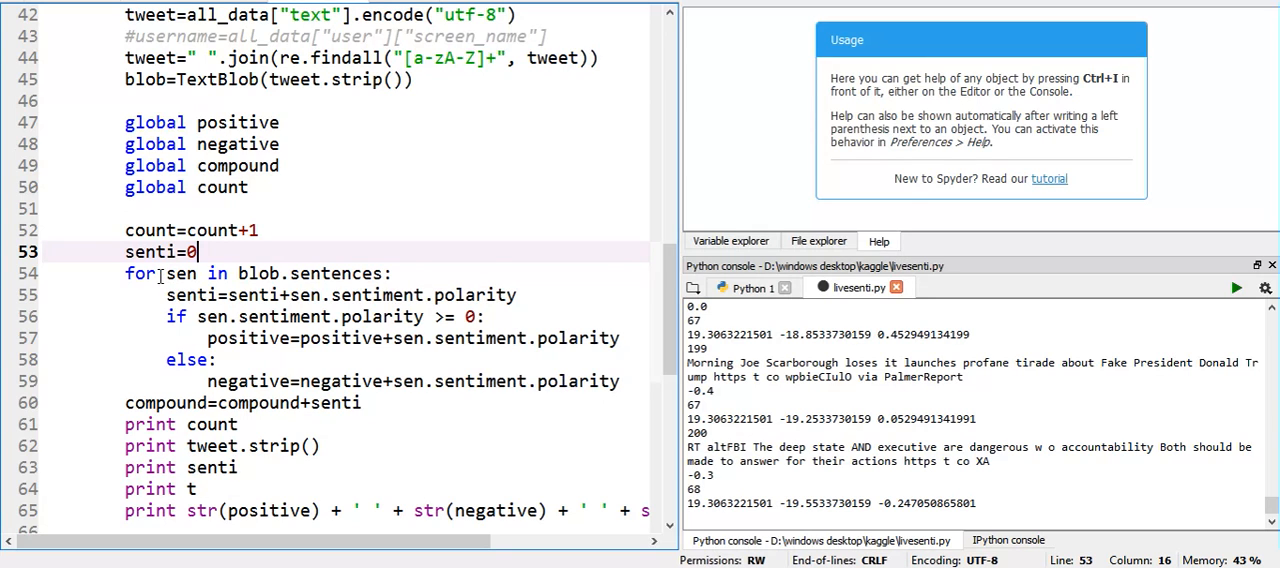 42 tweet=all_data["text"].encode("utf-8")
43 #username=all_data["user"]["screen_name"]
44 tweet=" ".join(re.findall("[a-zA-Z]+", tweet))
45 blob=TextBlob(tweet.strip())
46
47 global positive
48 global negative
49 global compound
50 global count
51
52 count=count+1
53 senti=0
54 for sen in blob.sentences:
55 senti=senti+sen.sentiment.polarity
56 if sen.sentiment.polarity >= 0:
57 positive=positive+sen.sentiment.polarity
58 else:
59 negative=negative+sen.sentiment.polarity
60 compound=compound+senti
61 print count
62 print tweet.strip()
63 print senti
64 print t
65 print str(positive) + ' ' + str(negative) + ' ' + s
66
Usage
Here you can get help of any object by pressing Ctrl+I in
front of it, either on the Editor or the Console.
Help can also be shown automatically after writing a left
parenthesis next to an object. You can activate this
behavior in Preferences > Help.
New to Spyder? Read our tutorial
Variable explorer File explorer Help
Python console - D:\windows desktop\kaggle\livesenti.py
Python 1 livesenti.py
0.0
67
19.3063221501 -18.8533730159 0.452949134199
199
Morning Joe Scarborough loses it launches profane tirade about Fake President Donald Tr
ump https t co wpbieCIulO via PalmerReport
-0.4
67
19.3063221501 -19.2533730159 0.0529491341991
200
RT altFBI The deep state AND executive are dangerous w o accountability Both should be
made to answer for their actions https t co XA
-0.3
68
19.3063221501 -19.5533730159 -0.247050865801
Python console - D:\windows desktop\kaggle\livesenti.py IPython console
Permissions: RW End-of-lines: CRLF Encoding: UTF-8 Line: 53 Column: 16 Memory: 43 %